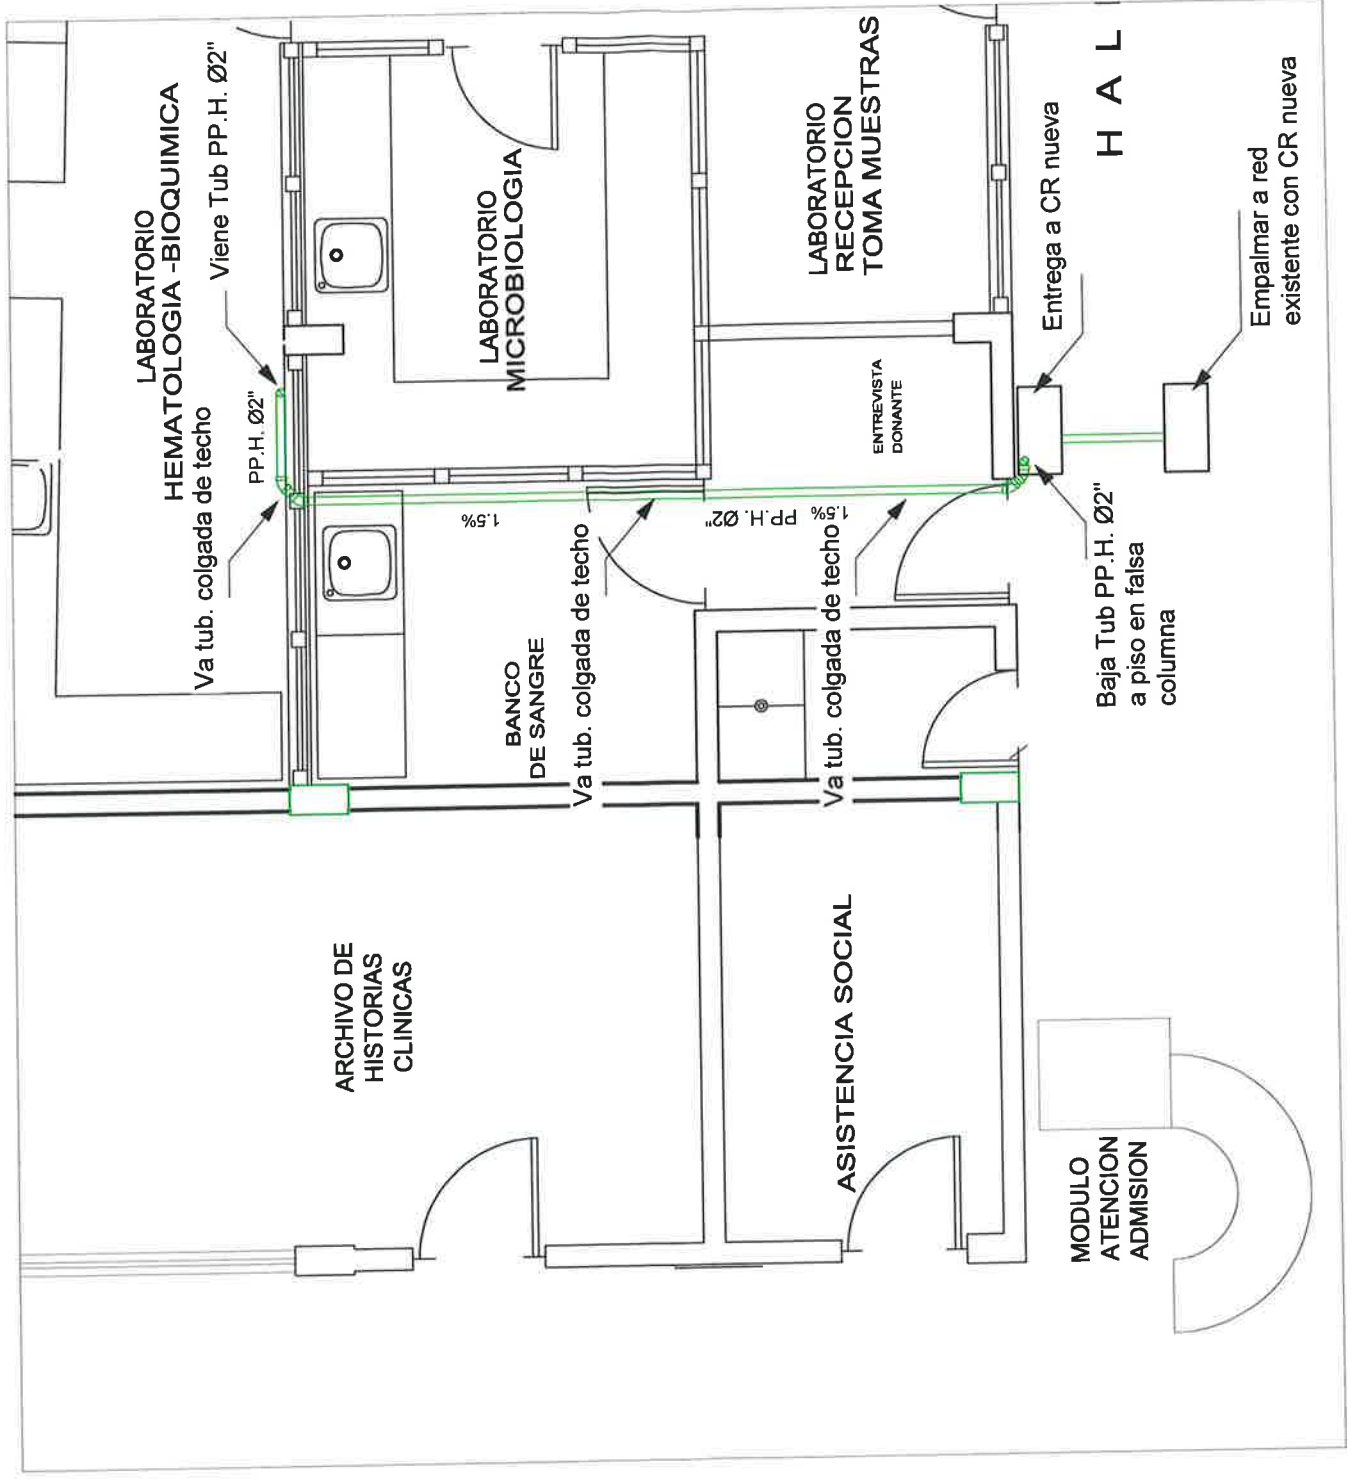 LABORATORIO
HEMATOLOGIA -BIOQUIMICA
Viene Tub PP.H. Ø2"
Va tub. colgada de techo
PP.H. Ø2"
LABORATORIO
MICROBIOLOGIA
LABORATORIO
RECEPCION
TOMA MUESTRAS
HAL
ENTREVISTA
DONANTE
Entrega a CR nueva
Empalmar a red
existente con CR nueva
1.5%
PP.H. Ø2"
1.5%
BANCO
DE SANGRE
Va tub. colgada de techo
Va tub. colgada de techo
Baja Tub PP.H. Ø2"
a piso en falsa
columna
ARCHIVO DE
HISTORIAS
CLINICAS
ASISTENCIA SOCIAL
MODULO
ATENCION
ADMISION